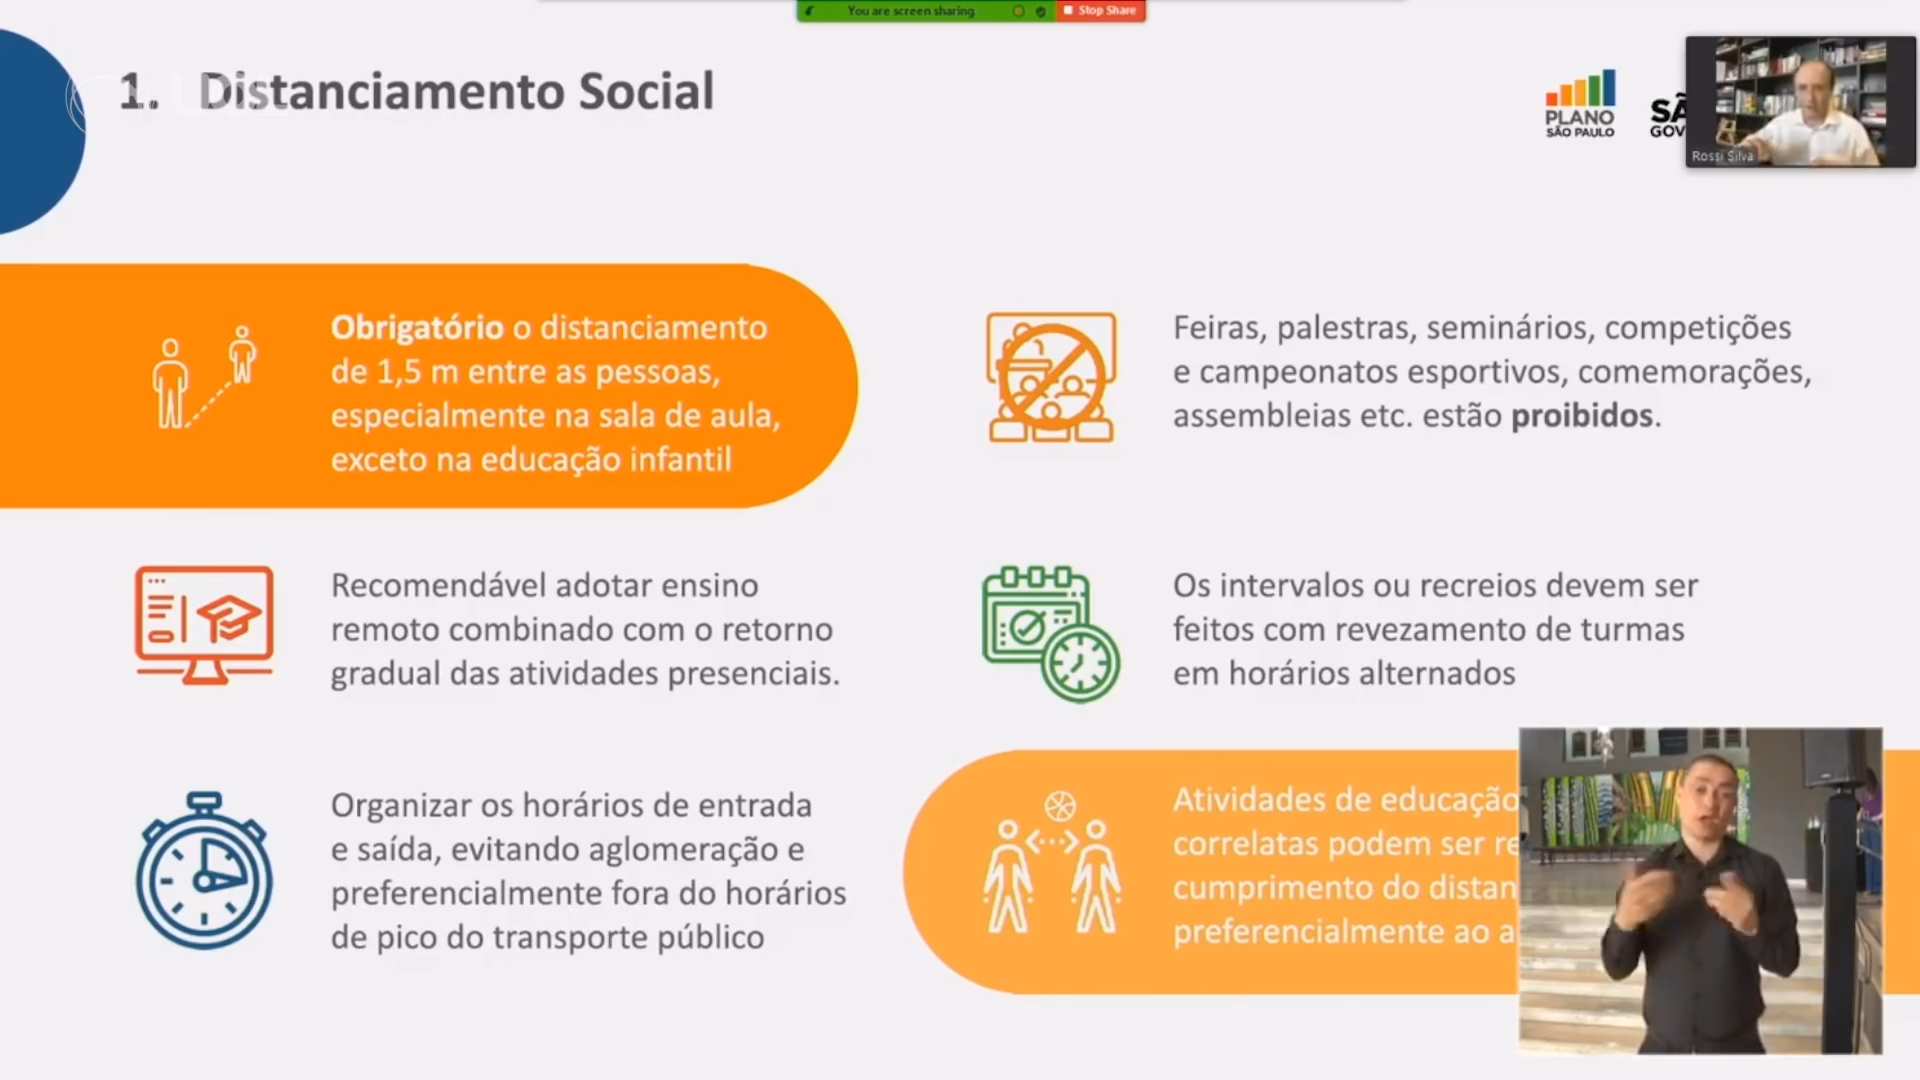 You are screen sharing
Stop Share
1. Distanciamento Social
PLANO
SÃO PAULO
Rossi Silva
Obrigatório o distanciamento
de 1,5 m entre as pessoas,
especialmente na sala de aula,
exceto na educação infantil
Feiras, palestras, seminários, competições
e campeonatos esportivos, comemorações,
assembleias etc. estão proibidos.
Recomendável adotar ensino
remoto combinado com o retorno
gradual das atividades presenciais.
Os intervalos ou recreios devem ser
feitos com revezamento de turmas
em horários alternados
Organizar os horários de entrada
e saída, evitando aglomeração e
preferencialmente fora do horários
de pico do transporte público
Atividades de educação
correlatas podem ser
cumprimento do
preferencialmente ao